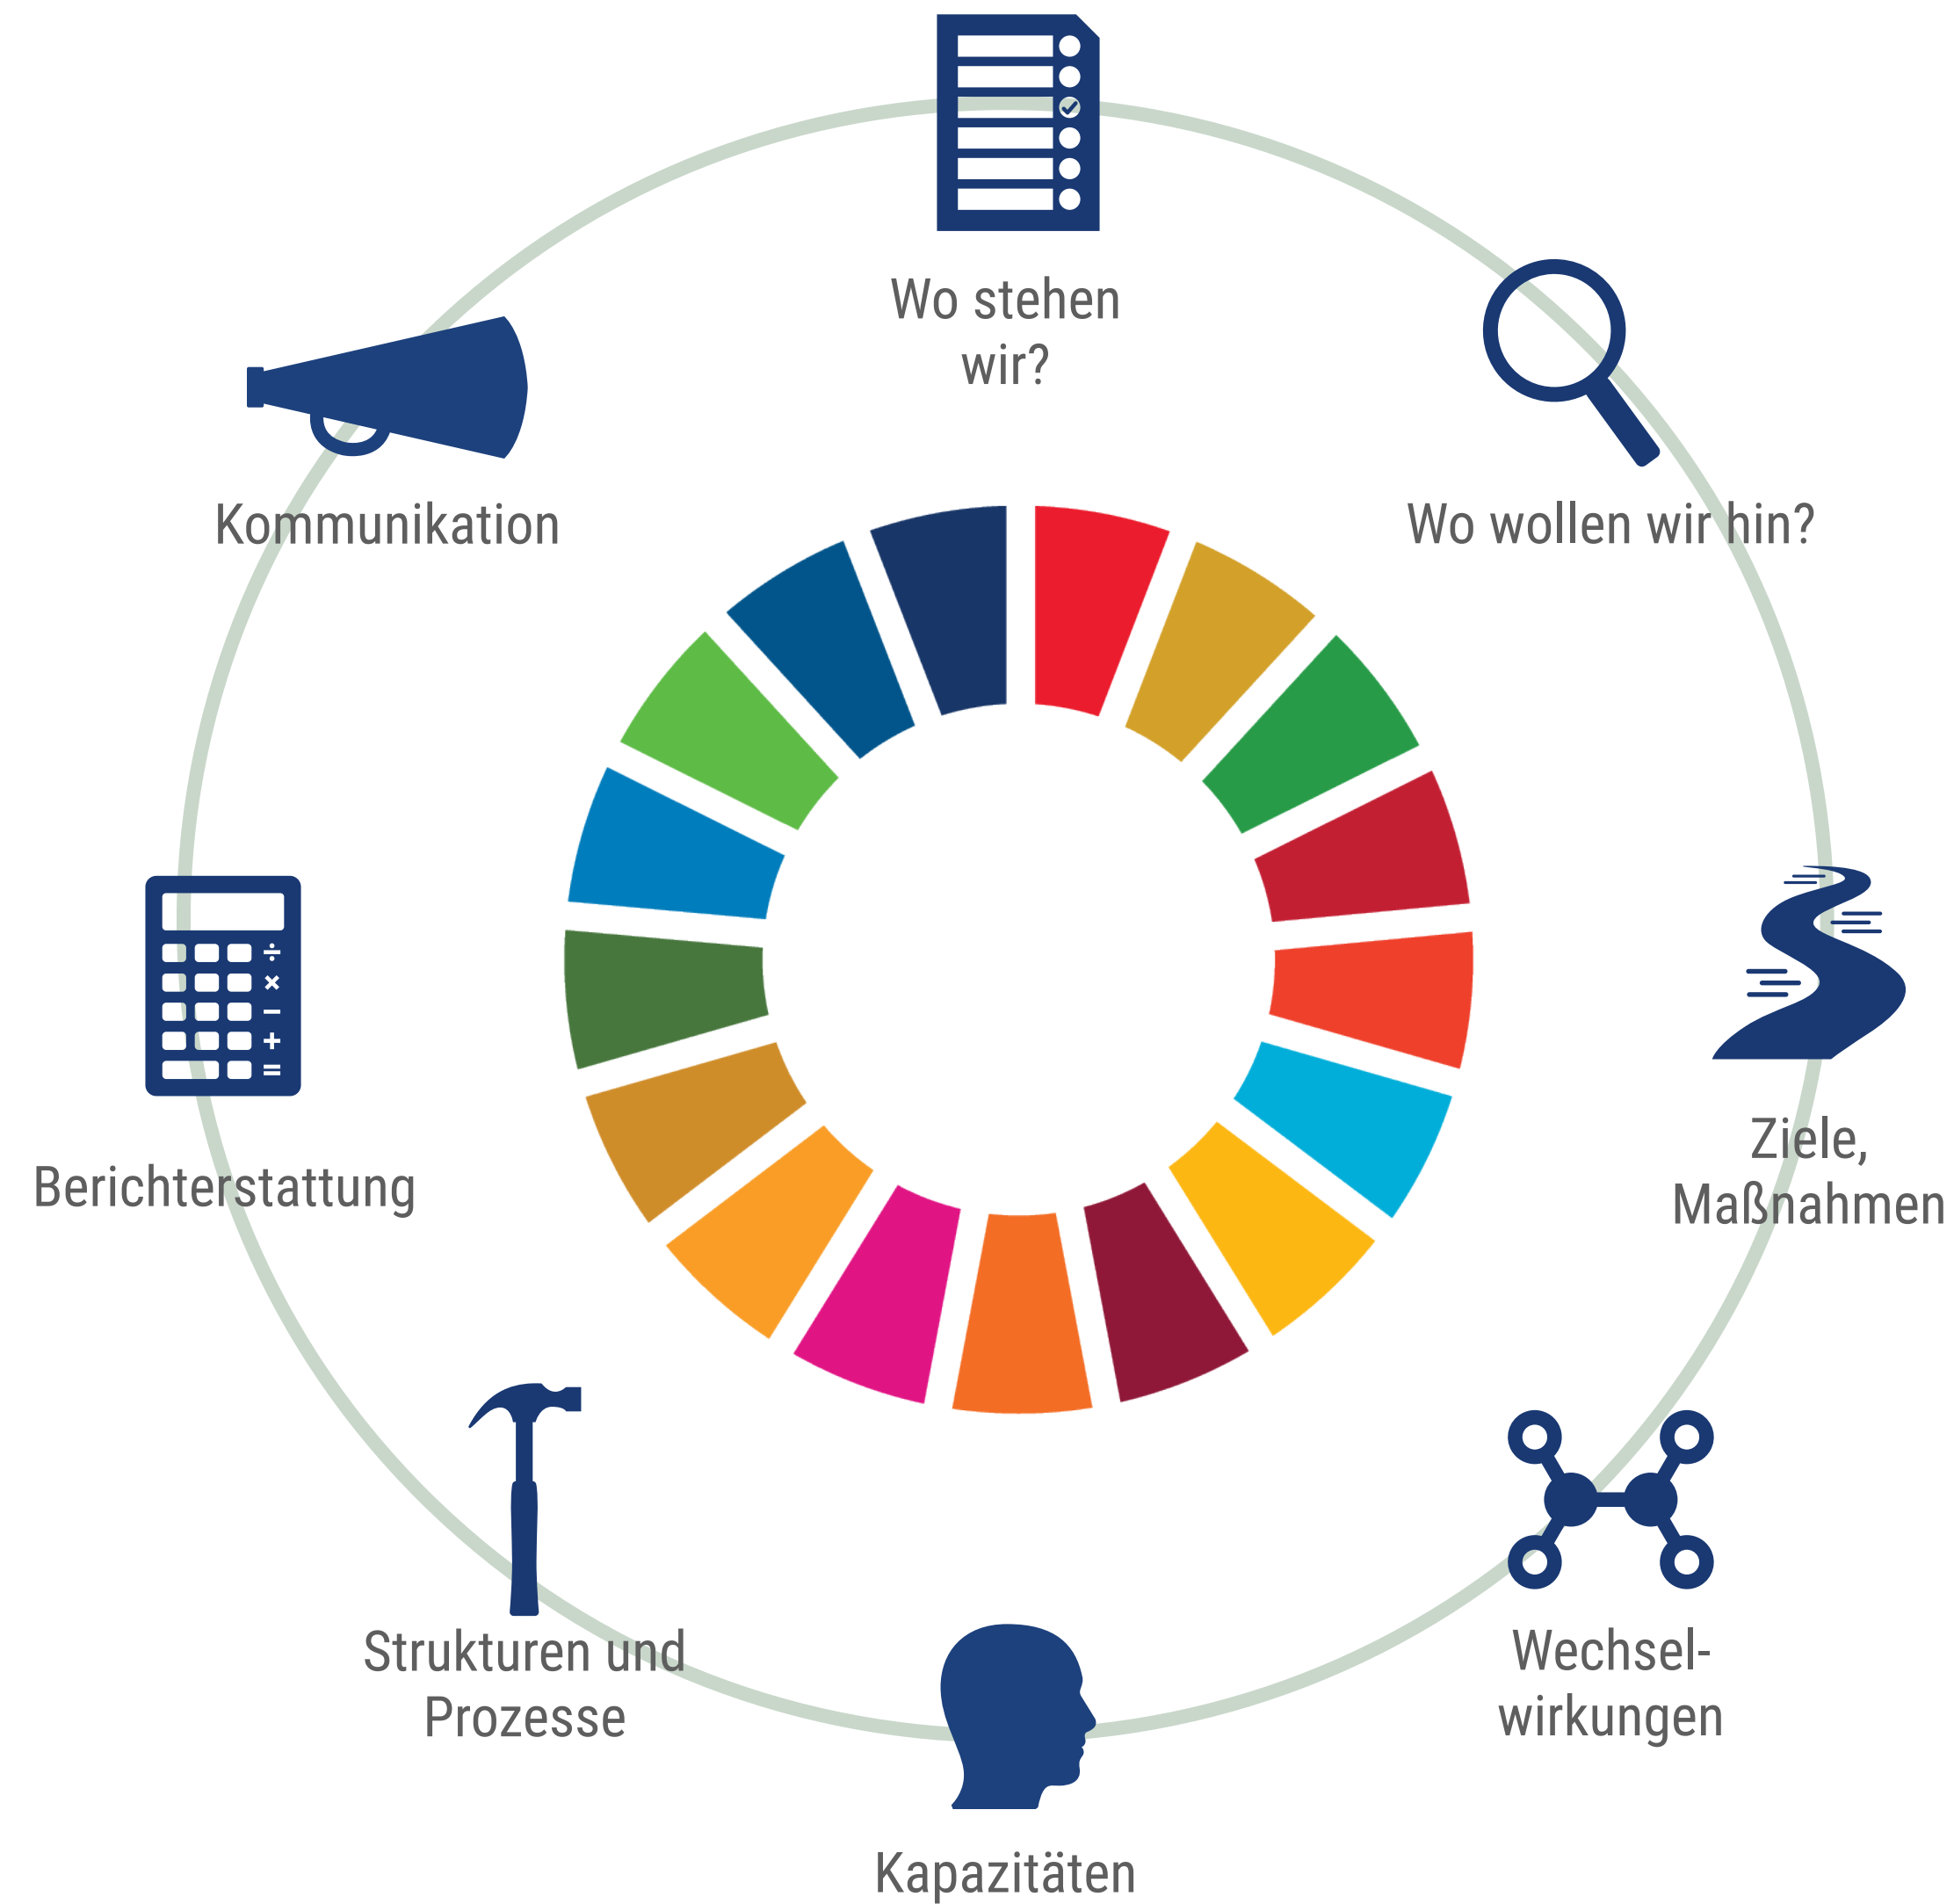 Wo stehen
wir?
Wo wollen wir hin?
Ziele,
Maßnahmen
Wechsel-
wirkungen
Kapazitäten
Strukturen und
Prozesse
Berichterstattung
Kommunikation